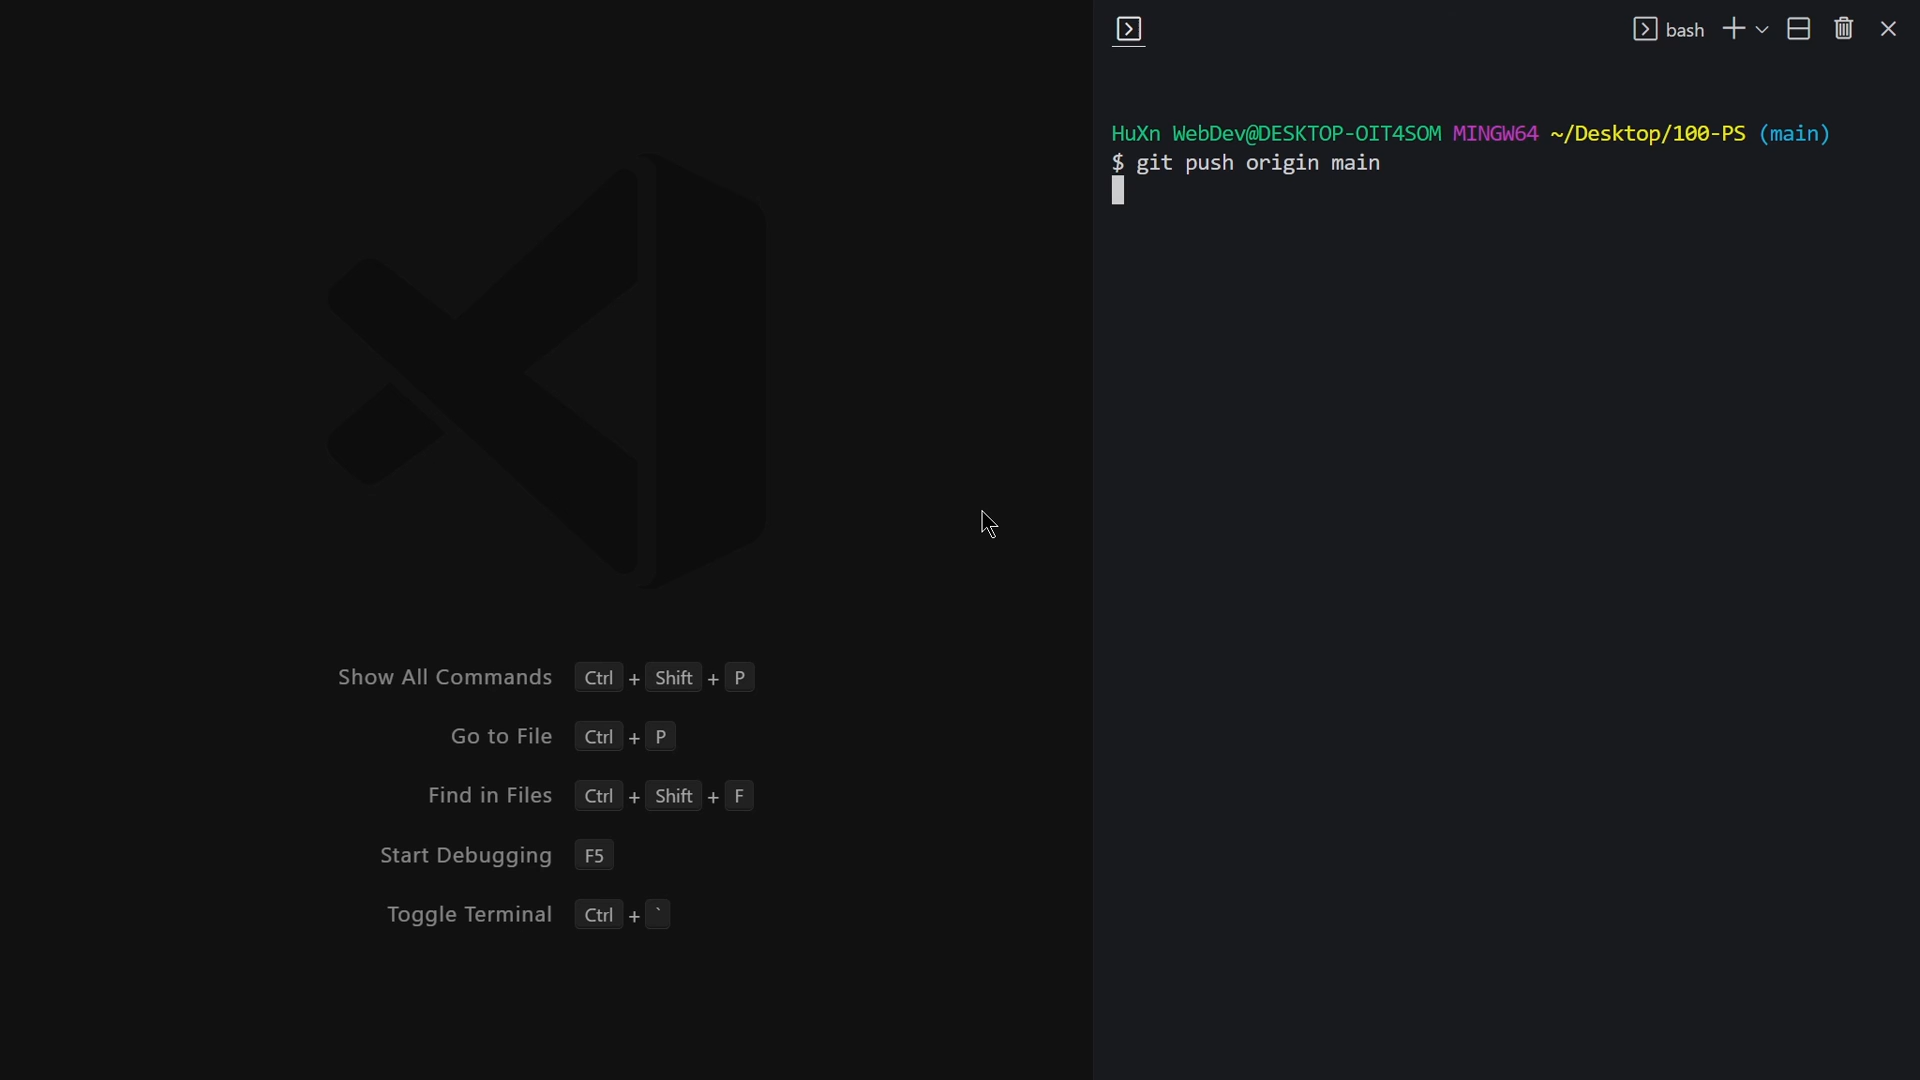 bash
HuXn WebDev@DESKTOP-OIT4SOM MINGW64 ~/Desktop/100-PS (main)
$ git push origin main
Show All Commands Ctrl + Shift + P
Go to File Ctrl + P
Find in Files Ctrl + Shift + F
Start Debugging F5
Toggle Terminal Ctrl + `